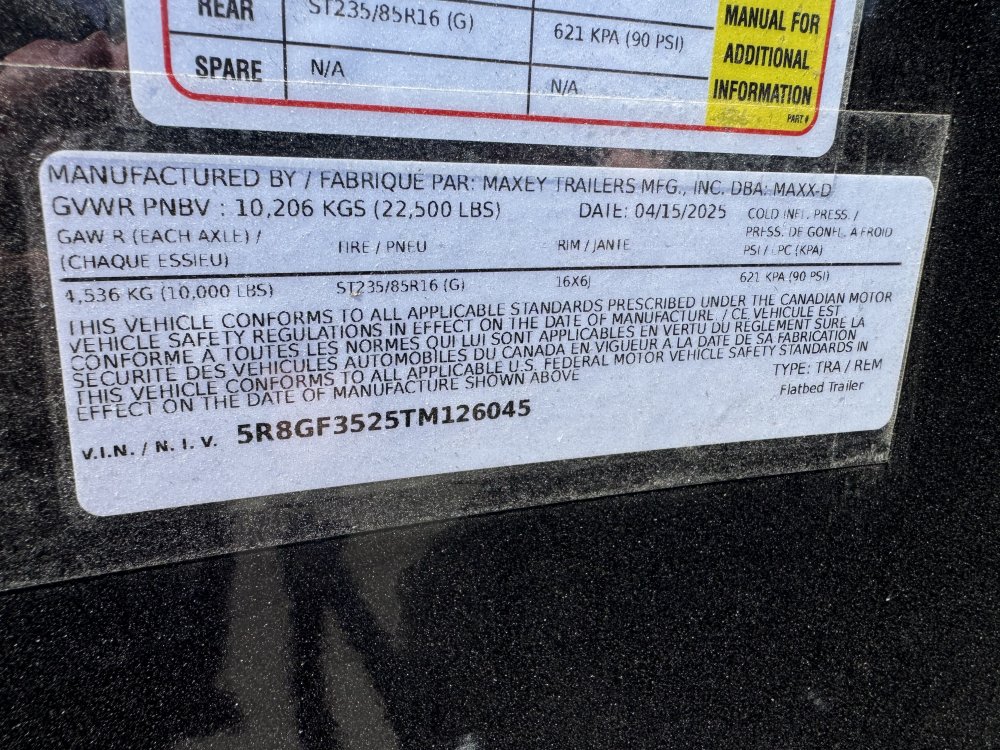 REAR ST235/85R16 (G) 621 KPA (90 PSI)
SPARE N/A N/A
MANUAL FOR
ADDITIONAL
INFORMATION
PART #
MANUFACTURED BY / FABRIQUÉ PAR: MAXEY TRAILERS MFG., INC. DBA: MAXX-D
GVWR PNBV : 10,206 KGS (22,500 LBS) DATE: 04/15/2025 COLD INFL. PRESS. /
GAWR (EACH AXLE) / TIRE / PNEU RIM / JANTE PRESS. DE GONFL. A FROID
(CHAQUE ESSIEU) PSI / LPC (KPA)
4,536 KG (10,000 LBS) ST235/85R16 (G) 16X6J 621 KPA (90 PSI)
THIS VEHICLE CONFORMS TO ALL APPLICABLE STANDARDS PRESCRIBED UNDER THE CANADIAN MOTOR
VEHICLE SAFETY REGULATIONS IN EFFECT ON THE DATE OF MANUFACTURE. / CE VEHICULE EST
CONFORME A TOUTES LES NORMES QUI LUI SONT APPLICABLES EN VERTU DU REGLEMENT SURE LA
SECURITE DES VEHICULES AUTOMOBILES DU CANADA EN VIGUEUR A LA DATE DE SA FABRICATION
THIS VEHICLE CONFORMS TO ALL APPLICABLE U.S. FEDERAL MOTOR VEHICLE SAFETY STANDARDS IN
EFFECT ON THE DATE OF MANUFACTURE SHOWN ABOVE TYPE: TRA / REM
Flatbed Trailer
V.I.N. / N. I. V. 5R8GF3525TM126045